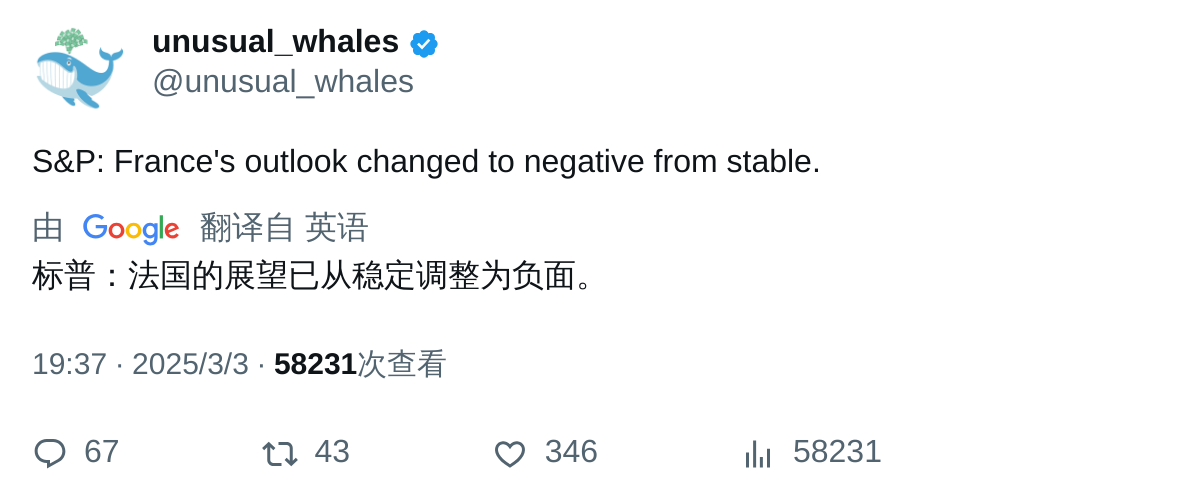 unusual_whales
@unusual_whales
S&P: France's outlook changed to negative from stable.
由 Google 翻译自 英语
标普：法国的展望已从稳定调整为负面。
19:37 · 2025/3/3 · 58231次查看
67 43 346 58231